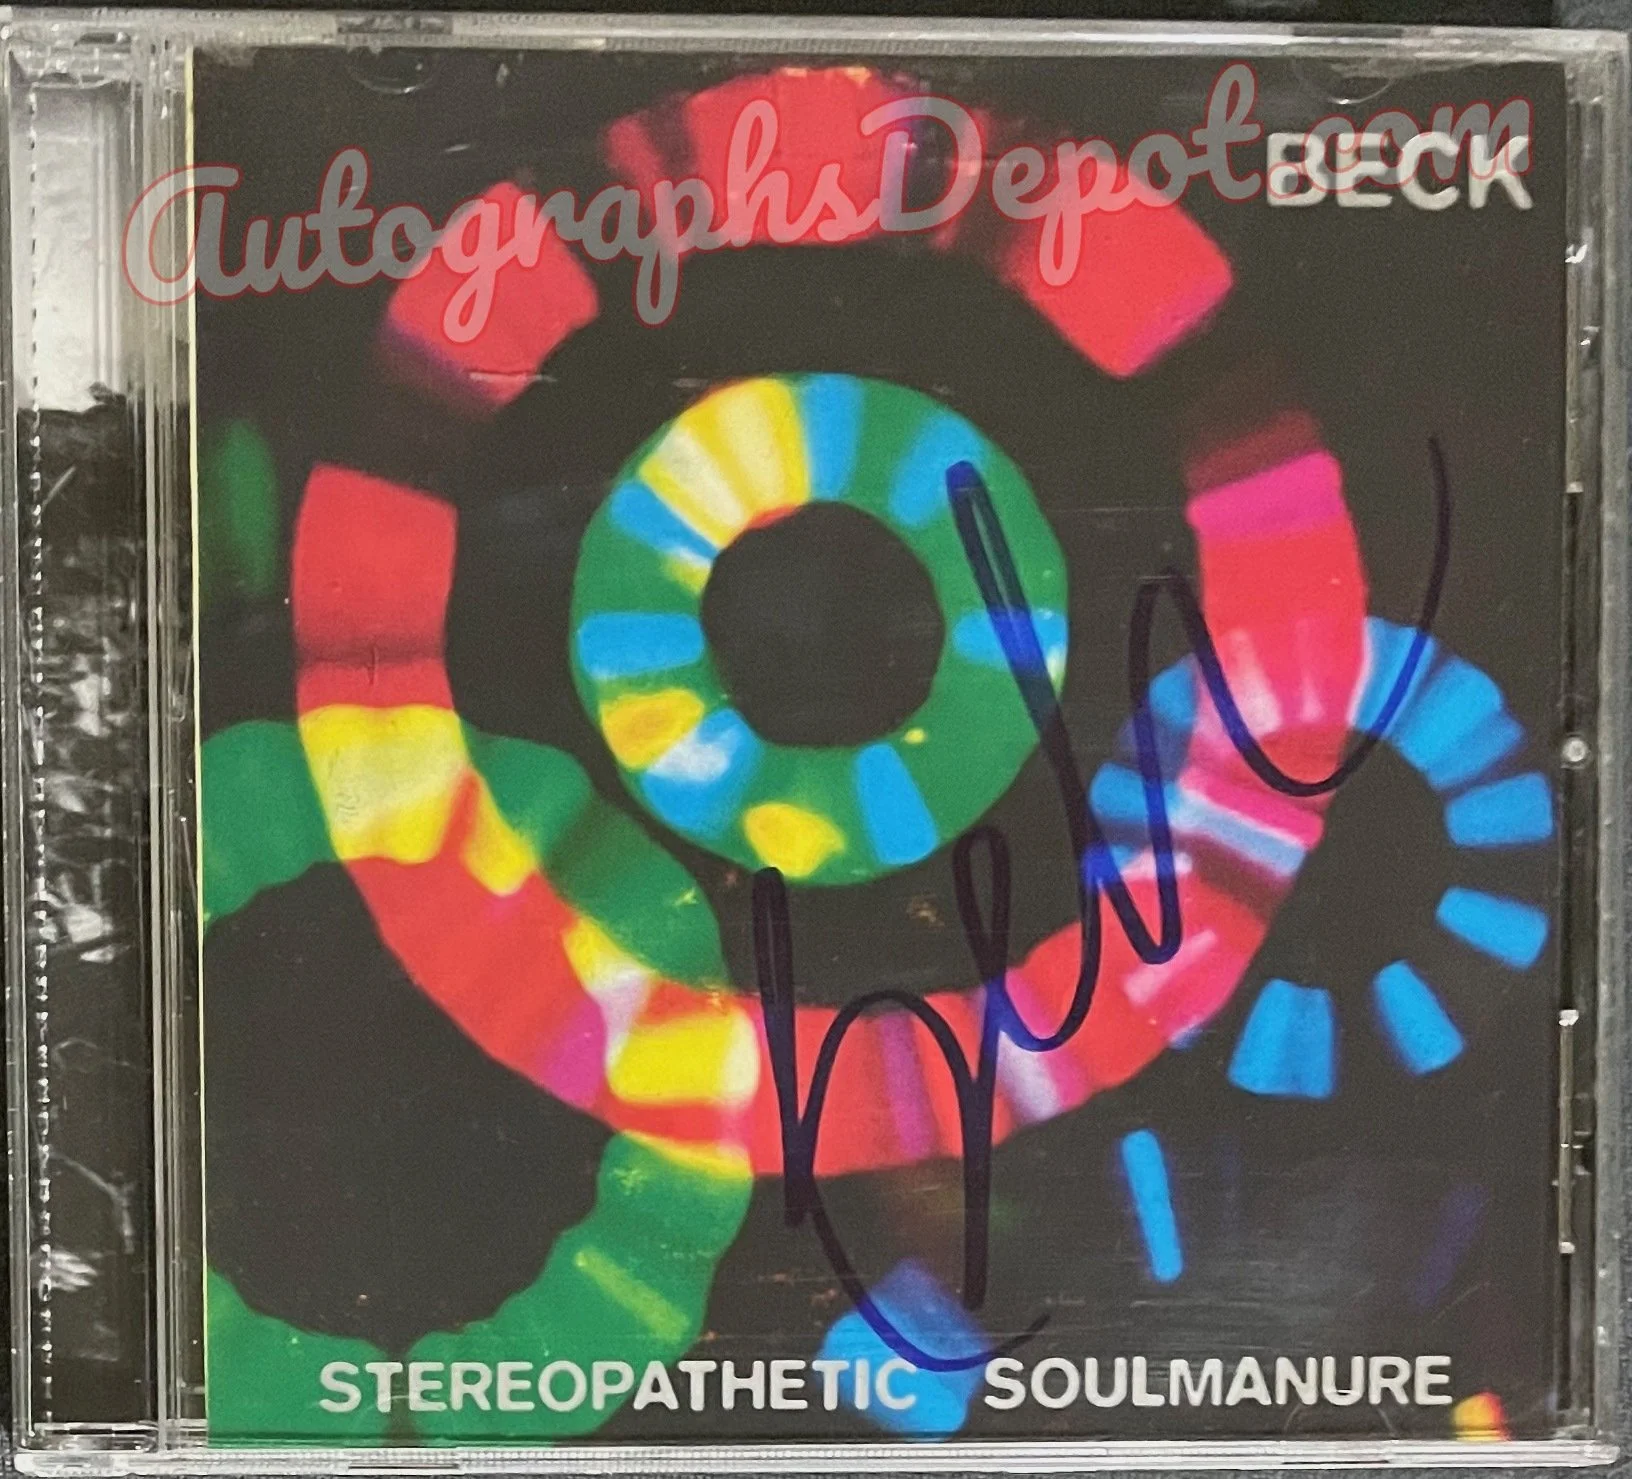 AutographsDepot.com
BECK
STEREOPATHETIC SOULMANURE